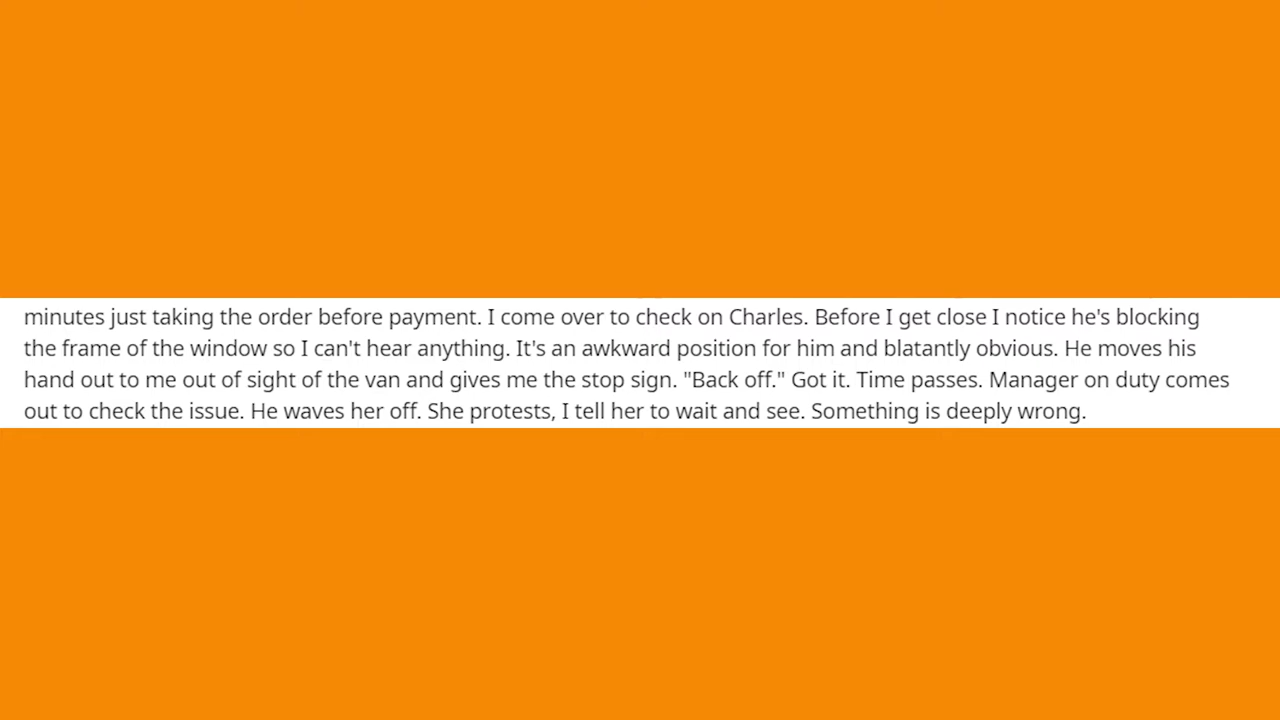 minutes just taking the order before payment. I come over to check on Charles. Before I get close I notice he's blocking
the frame of the window so I can't hear anything. It's an awkward position for him and blatantly obvious. He moves his
hand out to me out of sight of the van and gives me the stop sign. "Back off." Got it. Time passes. Manager on duty comes
out to check the issue. He waves her off. She protests, I tell her to wait and see. Something is deeply wrong.